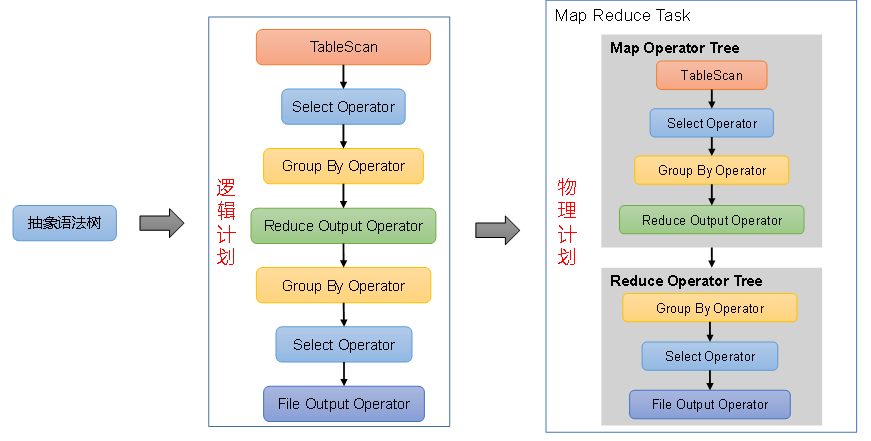 抽象语法树
逻辑计划
TableScan
Select Operator
Group By Operator
Reduce Output Operator
Group By Operator
Select Operator
File Output Operator
物理计划
Map Reduce Task
Map Operator Tree
TableScan
Select Operator
Group By Operator
Reduce Output Operator
Reduce Operator Tree
Group By Operator
Select Operator
File Output Operator